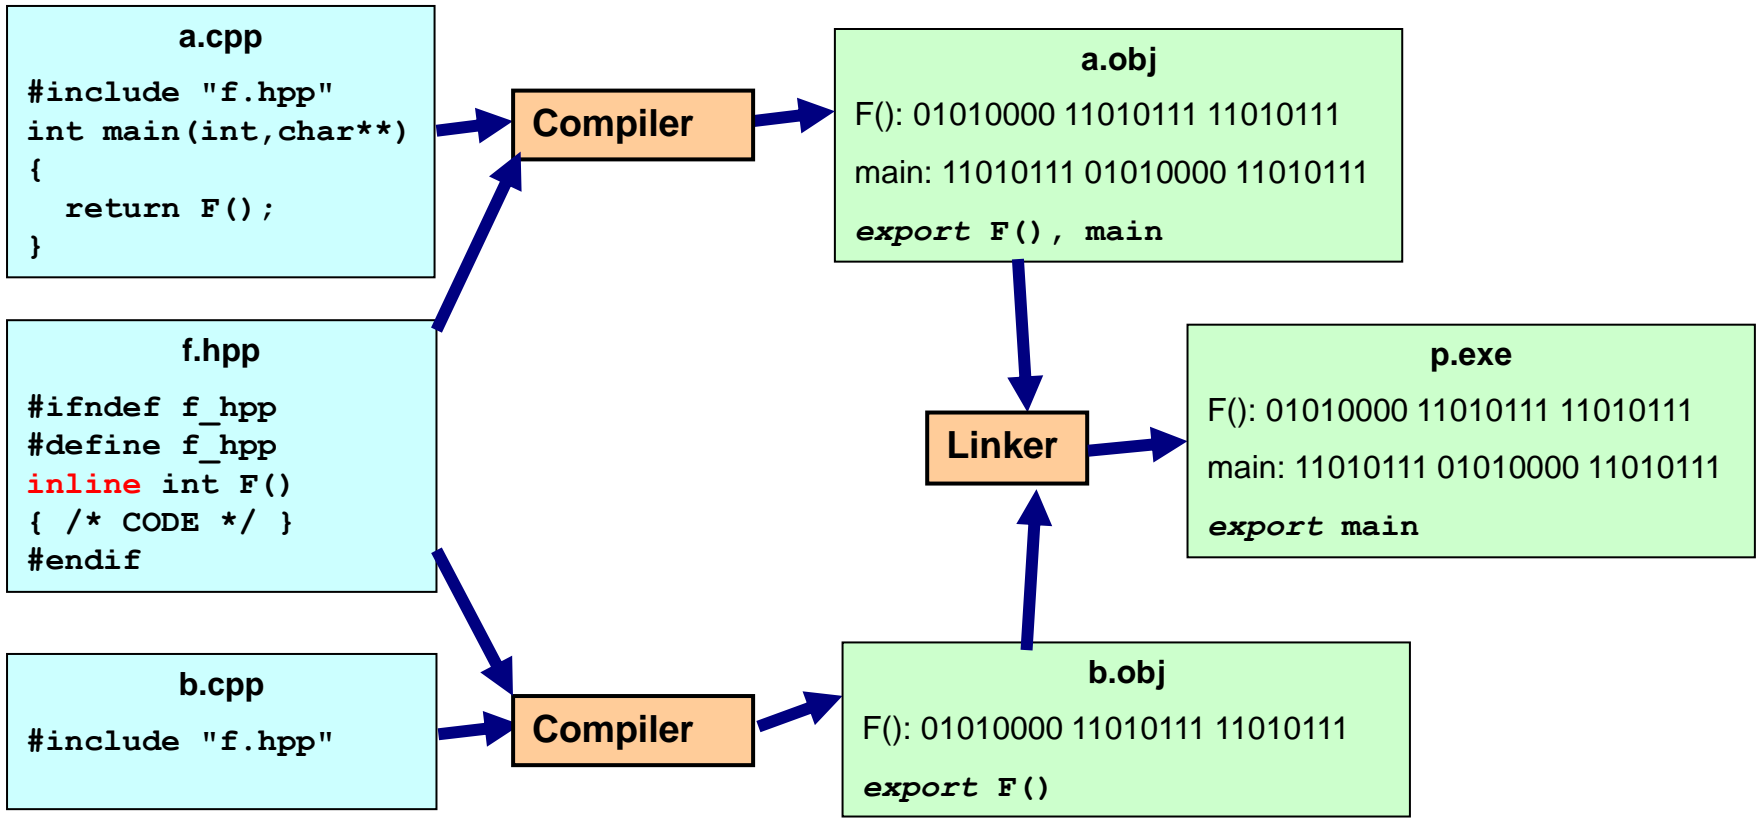 a.cpp
#include "f.hpp"
int main(int,char**)
{
  return F();
}
Compiler
a.obj
F(): 01010000 11010111 11010111
main: 11010111 01010000 11010111
export F(), main
f.hpp
#ifndef f_hpp
#define f_hpp
inline int F()
{ /* CODE */ }
#endif
Linker
p.exe
F(): 01010000 11010111 11010111
main: 11010111 01010000 11010111
export main
b.cpp
#include "f.hpp"
Compiler
b.obj
F(): 01010000 11010111 11010111
export F()